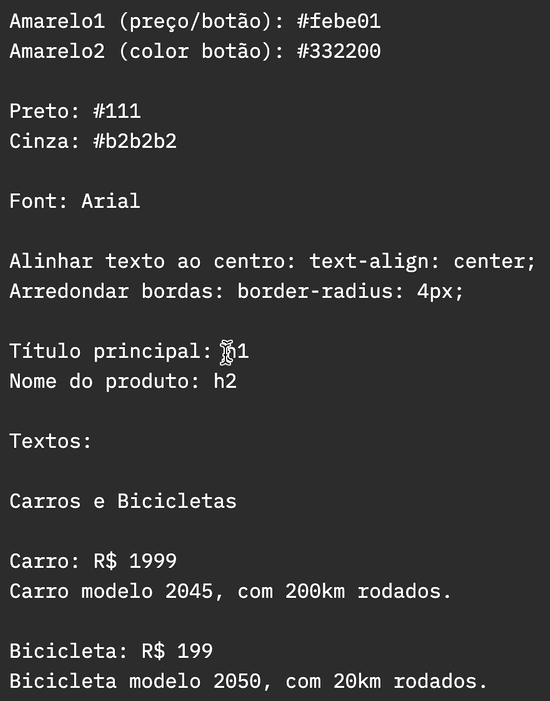 Amarelo1 (preço/botão): #febe01
Amarelo2 (color botão): #332200
Preto: #111
Cinza: #b2b2b2
Font: Arial
Alinhar texto ao centro: text-align: center;
Arredondar bordas: border-radius: 4px;
Título principal: h1
Nome do produto: h2
Textos:
Carros e Bicicletas
Carro: R$ 1999
Carro modelo 2045, com 200km rodados.
Bicicleta: R$ 199
Bicicleta modelo 2050, com 20km rodados.